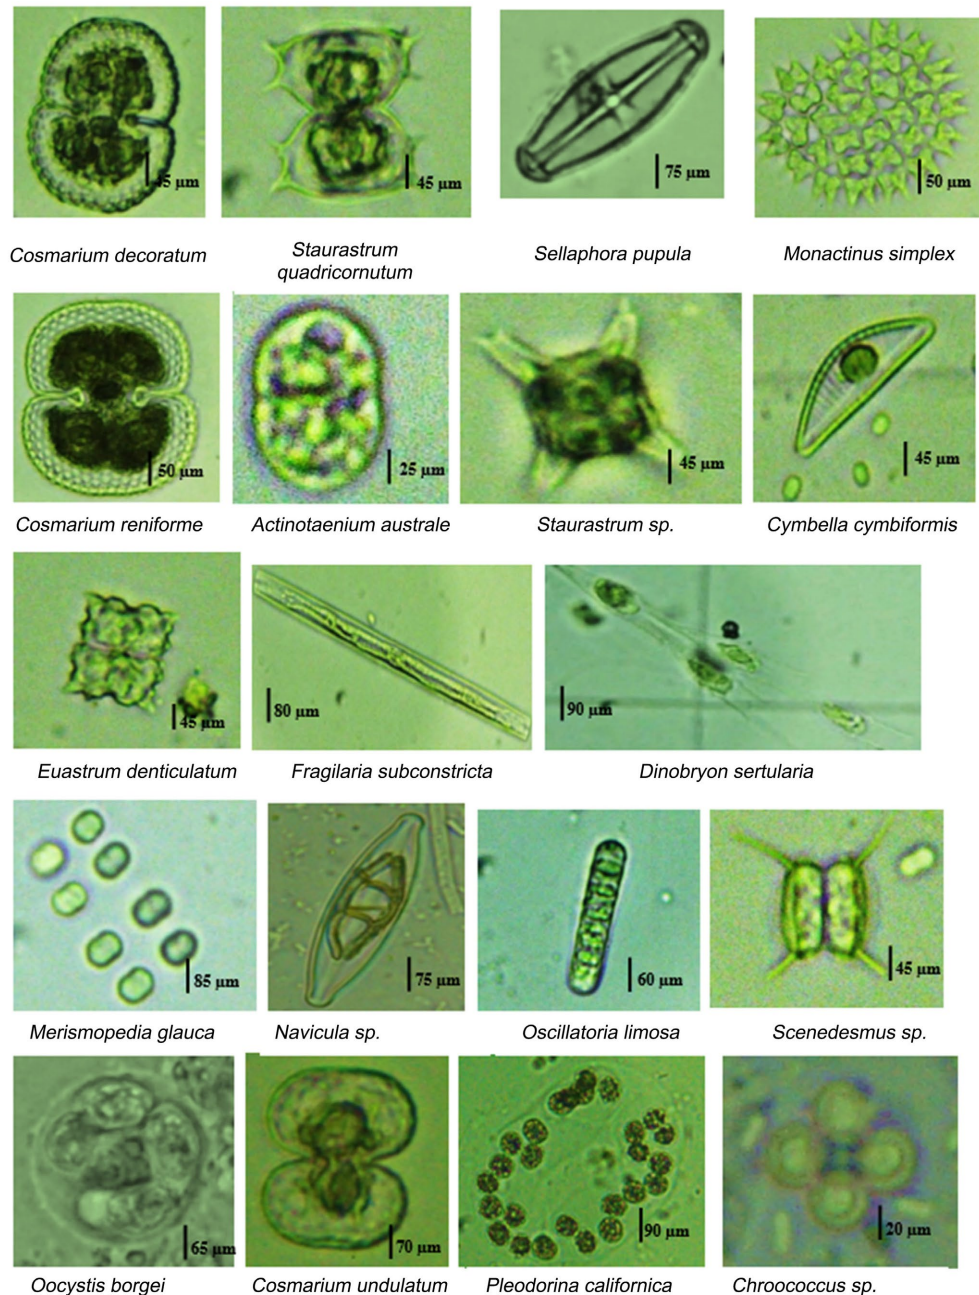 45 µm
45 µm
75 µm
50 µm
Cosmarium decoratum
Staurastrum
quadricornutum
Sellaphora pupula
Monactinus simplex
50 µm
25 µm
45 µm
45 µm
Cosmarium reniforme
Actinotaenium australe
Staurastrum sp.
Cymbella cymbiformis
45 µm
80 µm
90 µm
Euastrum denticulatum
Fragilaria subconstricta
Dinobryon sertularia
85 µm
75 µm
60 µm
45 µm
Merismopedia glauca
Navicula sp.
Oscillatoria limosa
Scenedesmus sp.
65 µm
70 µm
90 µm
20 µm
Oocystis borgei
Cosmarium undulatum
Pleodorina californica
Chroococcus sp.